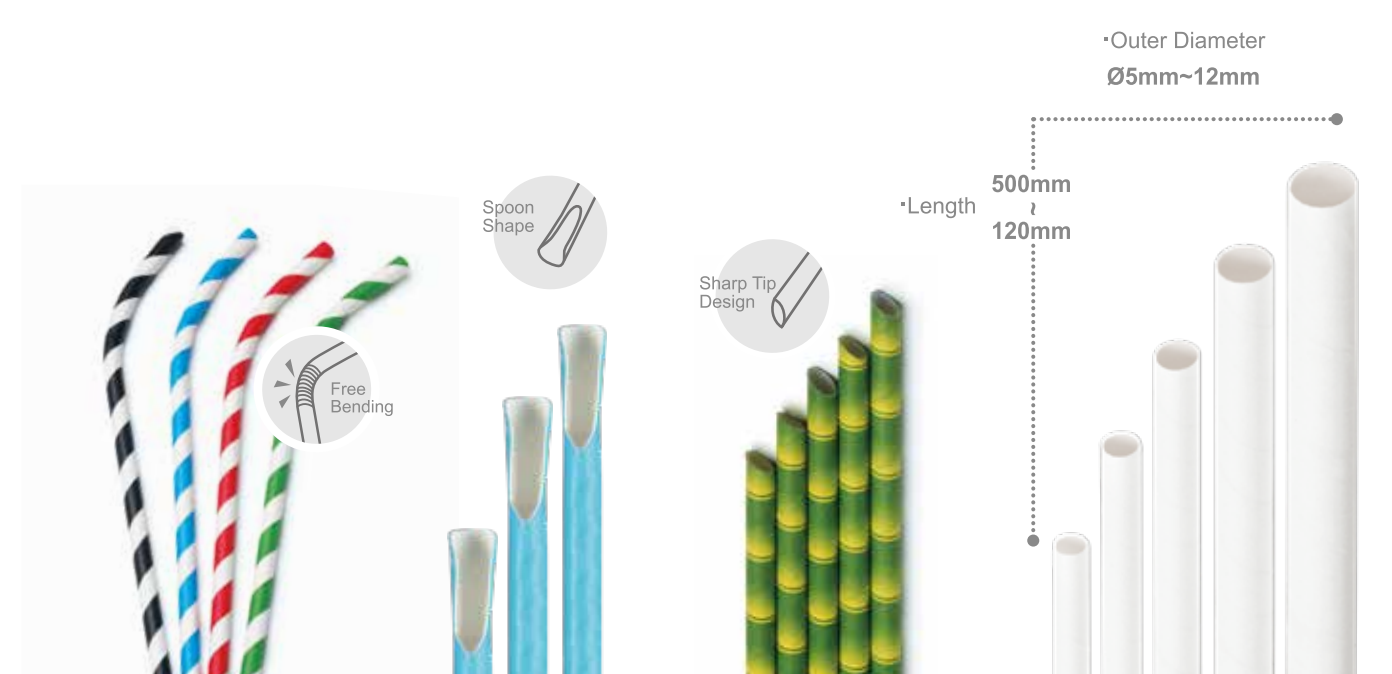 ▪Outer Diameter
Ø5mm~12mm
Spoon
Shape
▪Length
500mm
~
120mm
Sharp Tip
Design
Free
Bending